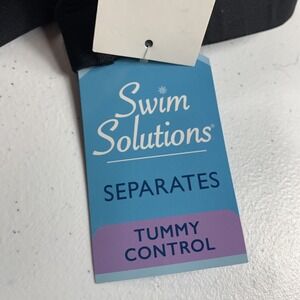 Swim
Solutions®
SEPARATES
TUMMY
CONTROL